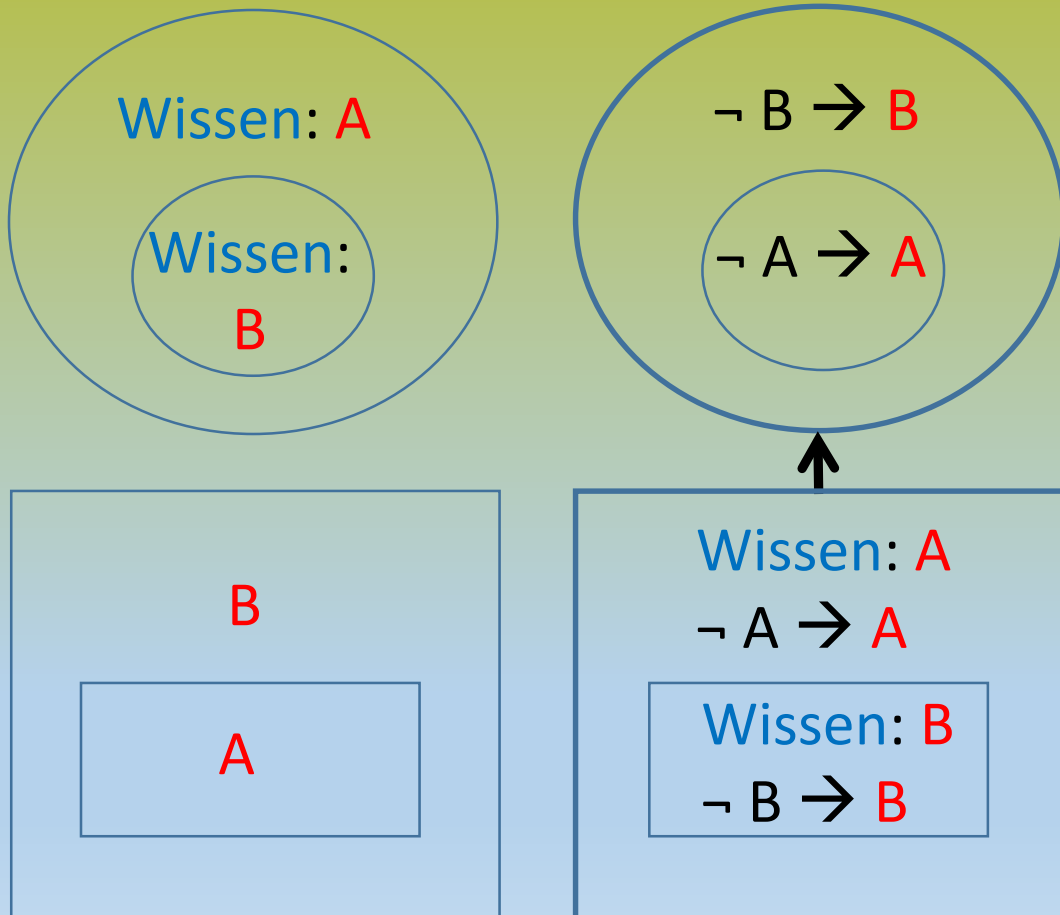 Wissen: A
Wissen:
B
¬ B → B
¬ A → A
B
A
Wissen: A
¬ A → A
Wissen: B
¬ B → B